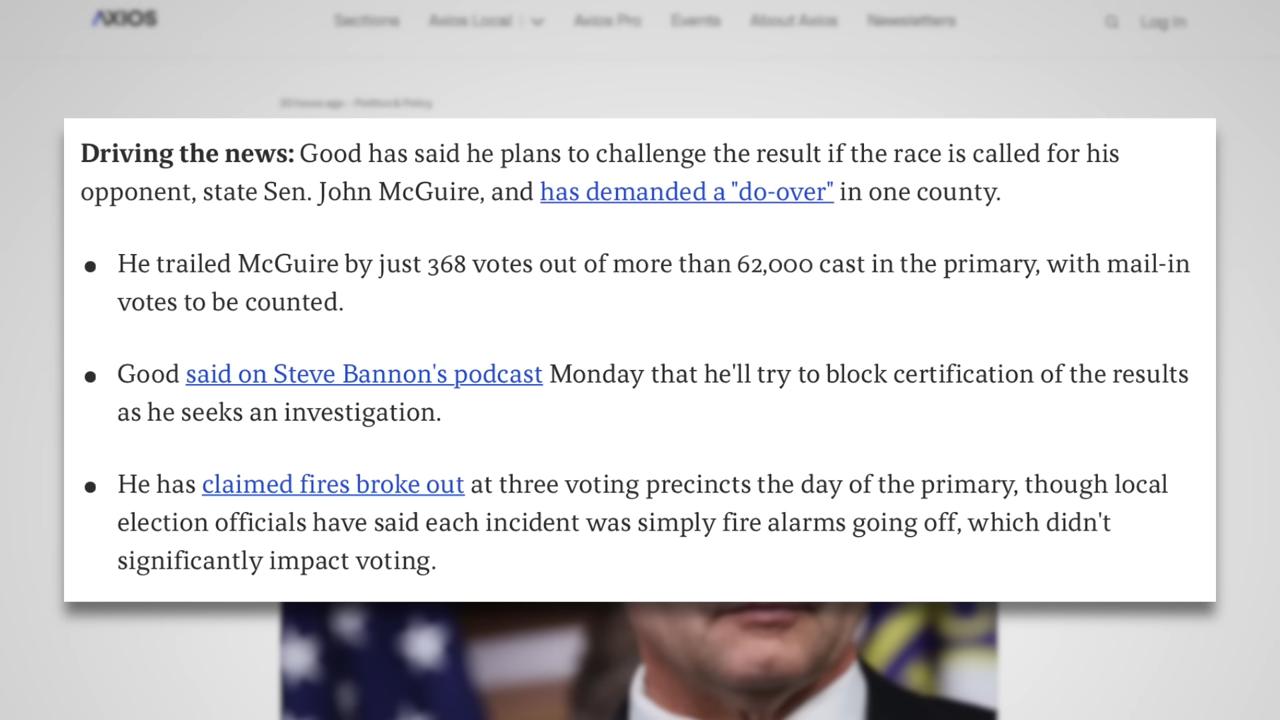 AXIOS
Sections Axios Local Axios Pro Events About Axios Newsletters Log in
20 hours ago - Politics & Policy
Driving the news: Good has said he plans to challenge the result if the race is called for his
opponent, state Sen. John McGuire, and has demanded a "do-over" in one county.
• He trailed McGuire by just 368 votes out of more than 62,000 cast in the primary, with mail-in
votes to be counted.
• Good said on Steve Bannon's podcast Monday that he'll try to block certification of the results
as he seeks an investigation.
• He has claimed fires broke out at three voting precincts the day of the primary, though local
election officials have said each incident was simply fire alarms going off, which didn't
significantly impact voting.